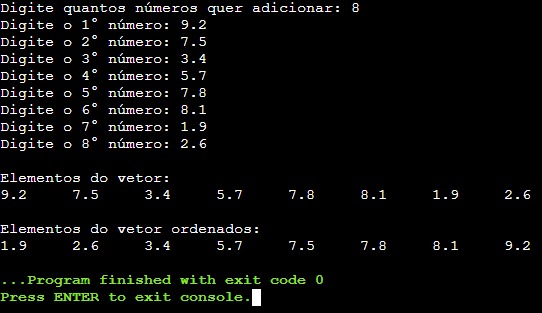 Digite quantos números quer adicionar: 8
Digite o 1° número: 9.2
Digite o 2° número: 7.5
Digite o 3° número: 3.4
Digite o 4° número: 5.7
Digite o 5° número: 7.8
Digite o 6° número: 8.1
Digite o 7° número: 1.9
Digite o 8° número: 2.6
Elementos do vetor:
9.2 7.5 3.4 5.7 7.8 8.1 1.9 2.6
Elementos do vetor ordenados:
1.9 2.6 3.4 5.7 7.5 7.8 8.1 9.2
...Program finished with exit code 0
Press ENTER to exit console.